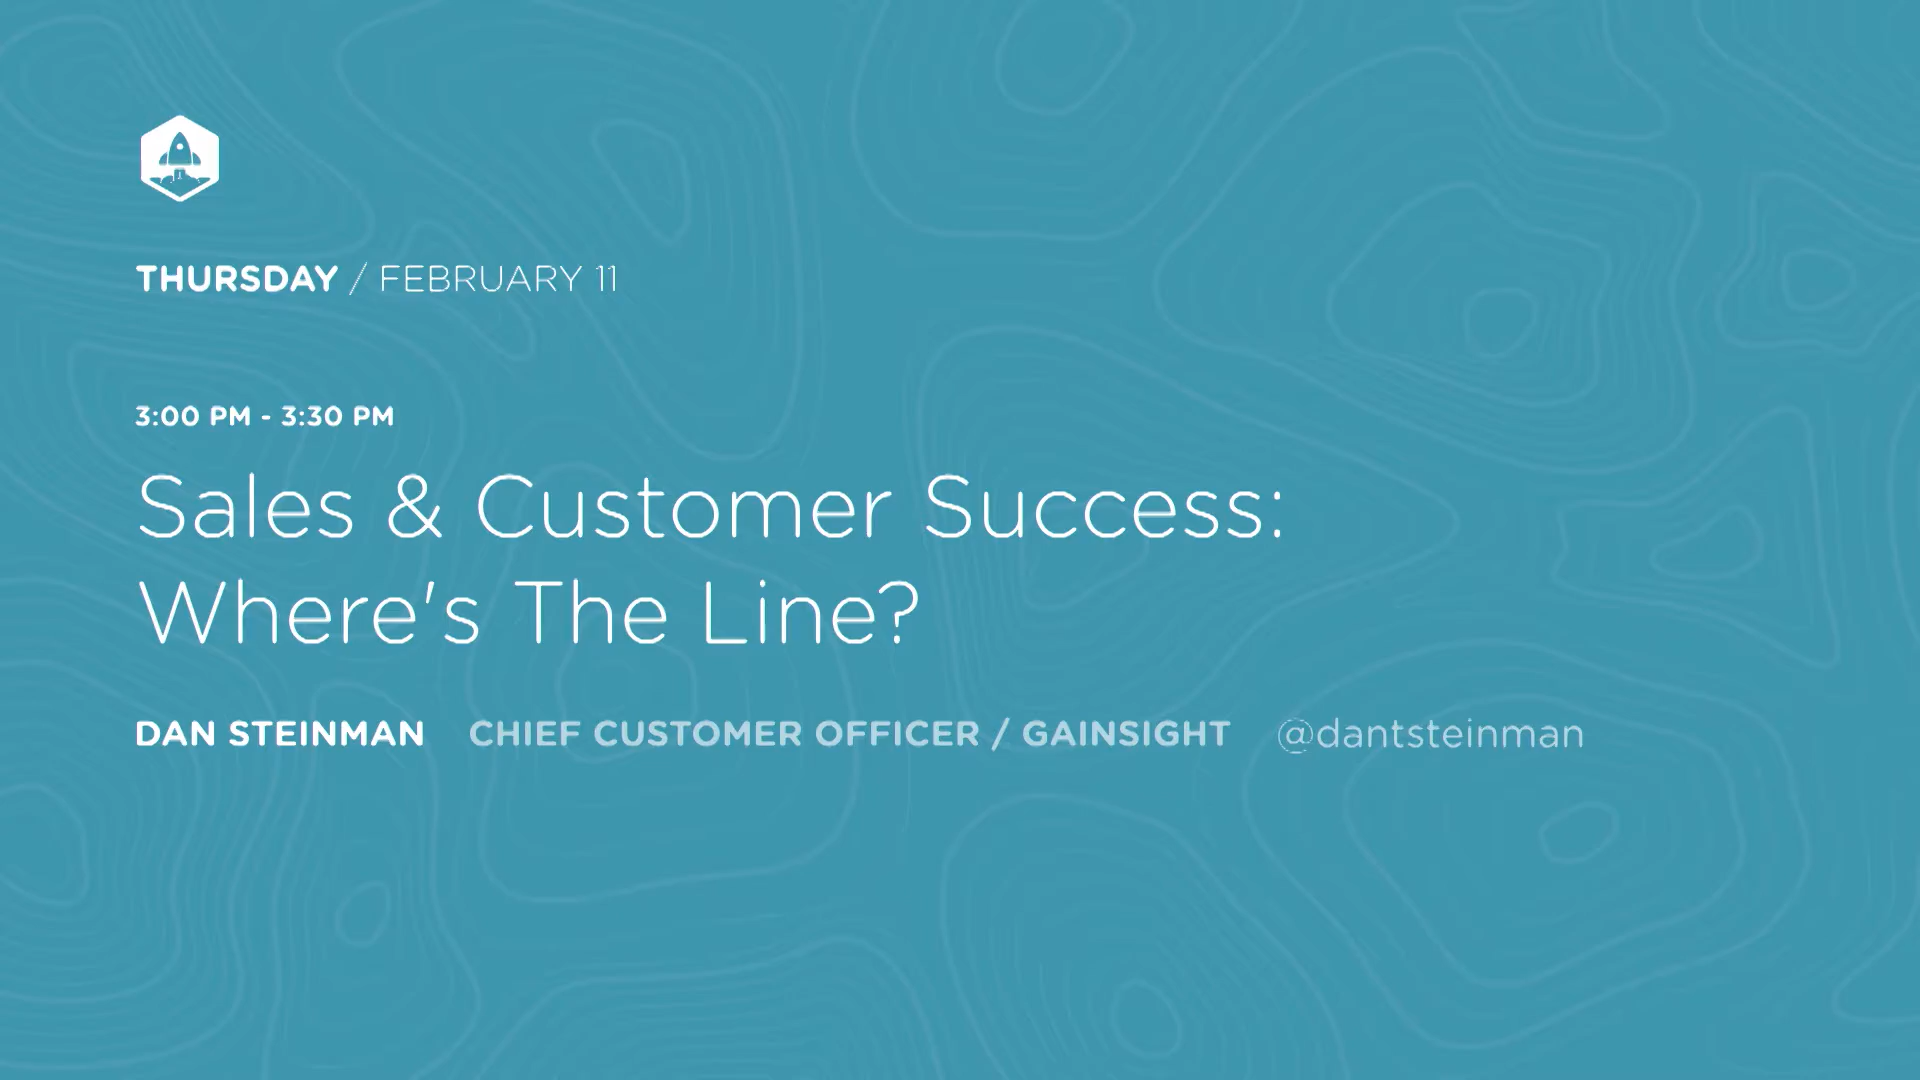 THURSDAY / FEBRUARY 11
3:00 PM - 3:30 PM
Sales & Customer Success:
Where's The Line?
DAN STEINMAN CHIEF CUSTOMER OFFICER / GAINSIGHT @dantsteinman